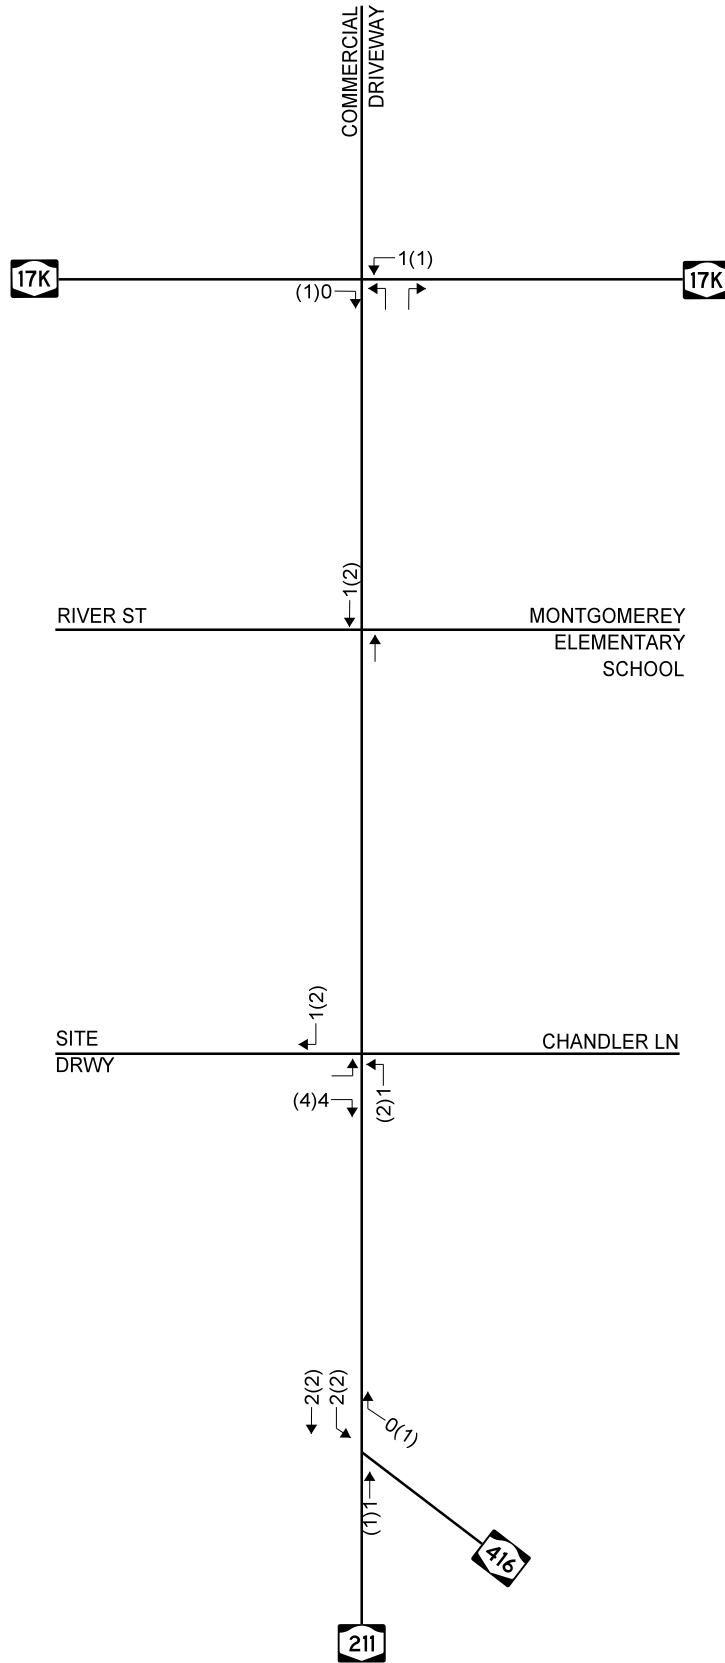 COMMERCIAL
DRIVEWAY
17K
1(1)
17K
(1)0
1(2)
RIVER ST
MONTGOMEREY
ELEMENTARY
SCHOOL
1(2)
SITE
DRWY
CHANDLER LN
(4)4
(2)1
2(2)
2(2)
0(1)
(1)1
416
211